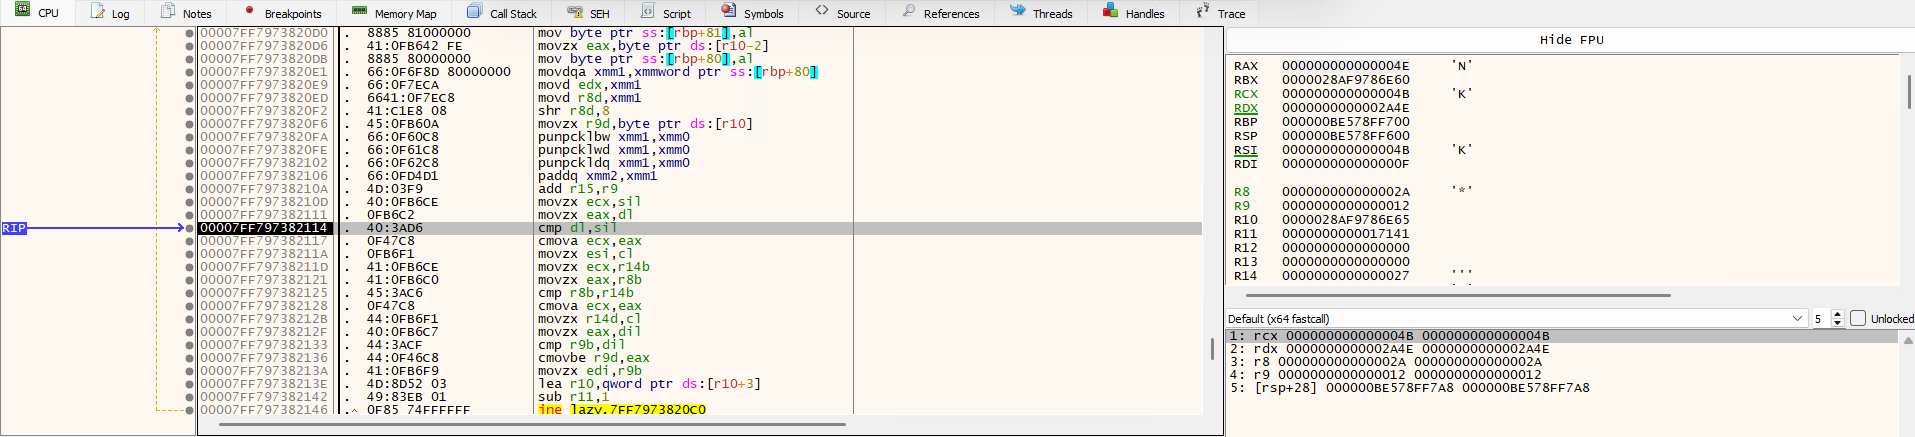 CPU Log Notes Breakpoints Memory Map Call Stack SEH Script Symbols Source References Threads Handles Trace
00007FF7973820D0 . 8885 81000000 mov byte ptr ss:[rbp+81],al
00007FF7973820D6 . 41:0FB642 FE movzx eax,byte ptr ds:[r10-2]
00007FF7973820DB . 8885 80000000 mov byte ptr ss:[rbp+80],al
00007FF7973820E1 . 66:0F6F8D 80000000 movdqa xmm1,xmmword ptr ss:[rbp+80]
00007FF7973820E9 . 66:0F7ECA movd edx,xmm1
00007FF7973820ED . 6641:0F7EC8 movd r8d,xmm1
00007FF7973820F2 . 41:C1E8 08 shr r8d,8
00007FF7973820F6 . 45:0FB60A movzx r9d,byte ptr ds:[r10]
00007FF7973820FA . 66:0F60C8 punpcklbw xmm1,xmm0
00007FF7973820FE . 66:0F61C8 punpcklwd xmm1,xmm0
00007FF797382102 . 66:0F62C8 punpckldq xmm1,xmm0
00007FF797382106 . 66:0FD4D1 paddq xmm2,xmm1
00007FF79738210A . 4D:03F9 add r15,r9
00007FF79738210D . 40:0FB6CE movzx ecx,sil
00007FF797382111 . 0FB6C2 movzx eax,dl
RIP 00007FF797382114 . 40:3AD6 cmp dl,sil
00007FF797382117 . 0F47C8 cmova ecx,eax
00007FF79738211A . 0FB6F1 movzx esi,cl
00007FF79738211D . 41:0FB6CE movzx ecx,r14b
00007FF797382121 . 41:0FB6C0 movzx eax,r8b
00007FF797382125 . 45:3AC6 cmp r8b,r14b
00007FF797382128 . 0F47C8 cmova ecx,eax
00007FF79738212B . 44:0FB6F1 movzx r14d,cl
00007FF79738212F . 40:0FB6C7 movzx eax,dil
00007FF797382133 . 44:3ACF cmp r9b,dil
00007FF797382136 . 44:0F46C8 cmovbe r9d,eax
00007FF79738213A . 41:0FB6F9 movzx edi,r9b
00007FF79738213E . 4D:8D52 03 lea r10,qword ptr ds:[r10+3]
00007FF797382142 . 49:83EB 01 sub r11,1
00007FF797382146 .^ 0F85 74FFFFFF jne lazy.7FF7973820C0
Hide FPU
RAX 000000000000004E 'N'
RBX 0000028AF9786E60
RCX 000000000000004B 'K'
RDX 0000000000002A4E
RBP 000000BE578FF700
RSP 000000BE578FF600
RSI 000000000000004B 'K'
RDI 000000000000000F
R8 000000000000002A '*'
R9 0000000000000012
R10 0000028AF9786E65
R11 0000000000017141
R12 0000000000000000
R13 0000000000000000
R14 0000000000000027 '''
Default (x64 fastcall) 5 Unlocked
1: rcx 000000000000004B 000000000000004B
2: rdx 0000000000002A4E 0000000000002A4E
3: r8 000000000000002A 000000000000002A
4: r9 0000000000000012 0000000000000012
5: [rsp+28] 000000BE578FF7A8 000000BE578FF7A8